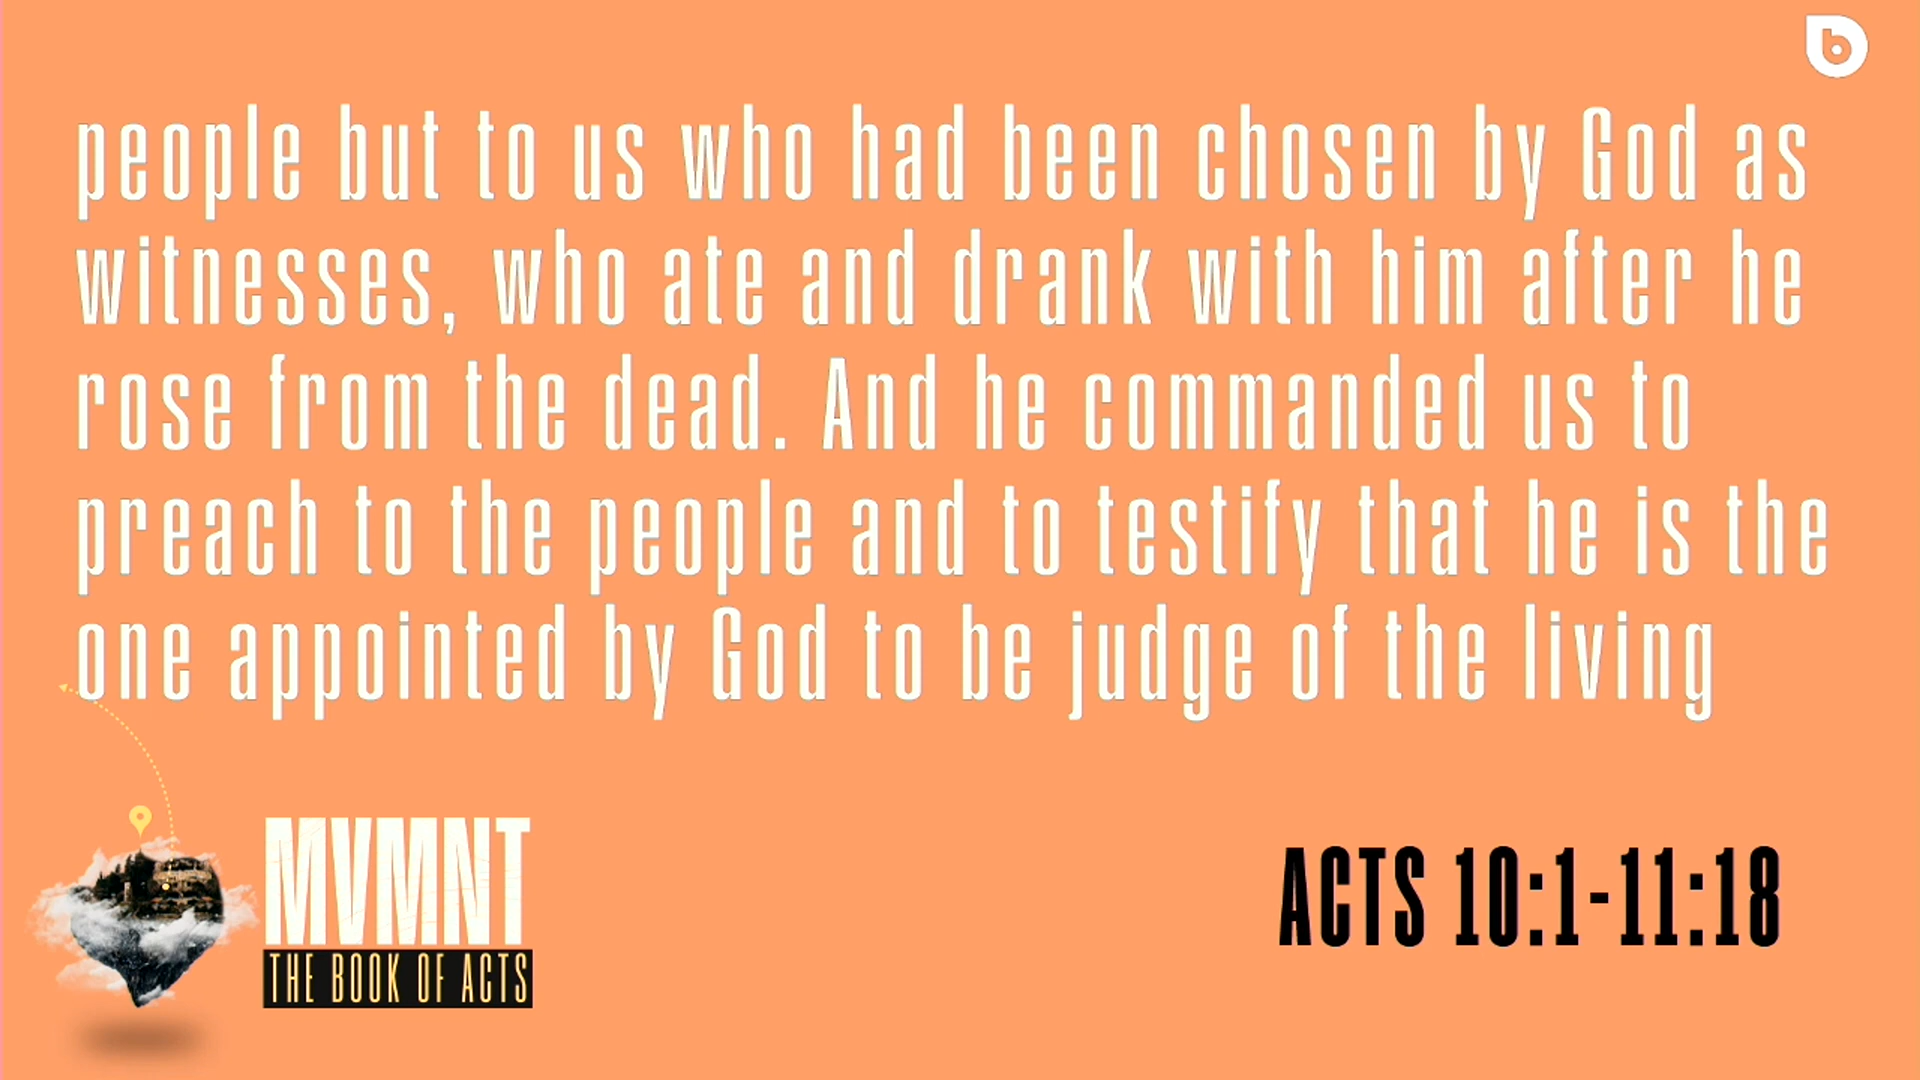 b
people but to us who had been chosen by God as
witnesses, who ate and drank with him after he
rose from the dead. And he commanded us to
preach to the people and to testify that he is the
one appointed by God to be judge of the living
MVMNT
THE BOOK OF ACTS
ACTS 10:1-11:18